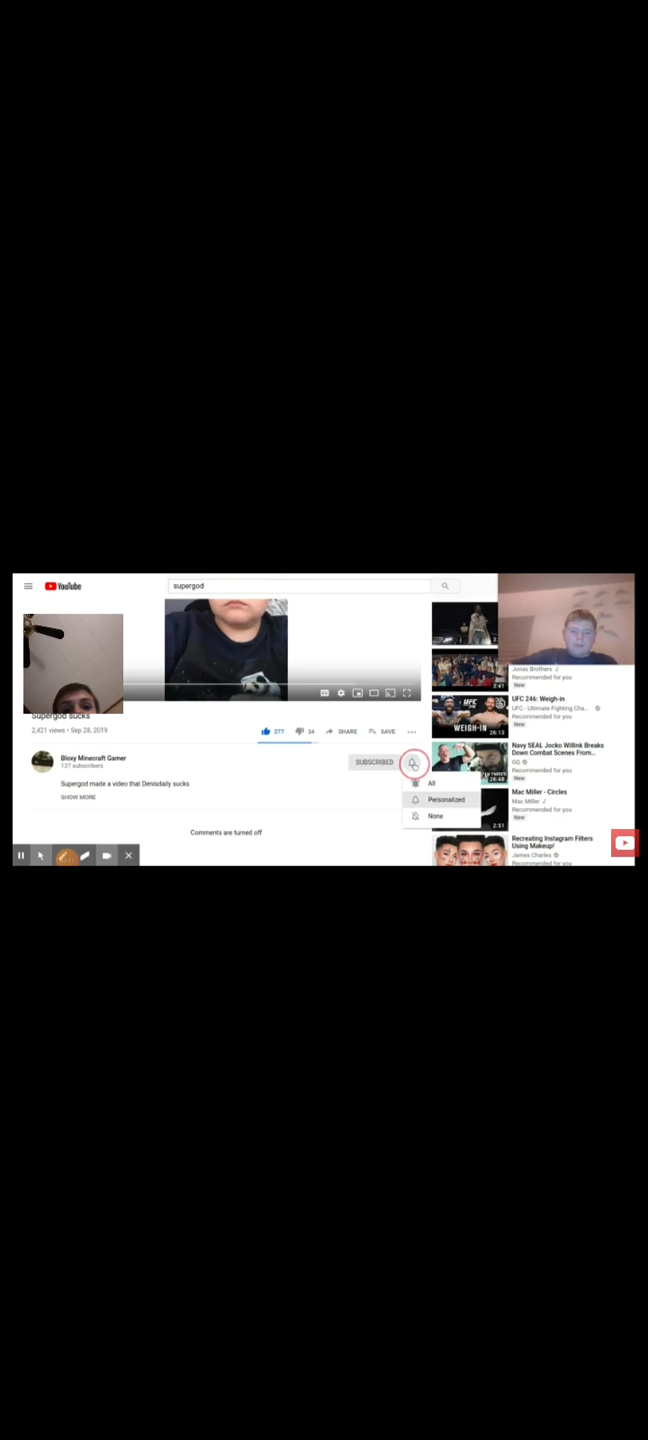 YouTube
supergod
Supergod sucks
2,421 views • Sep 28, 2019
277
34
SHARE
SAVE
Bloxy Minecraft Gamer
127 subscribers
SUBSCRIBED
All
Personalized
None
Supergod made a video that Denisdaily sucks
SHOW MORE
Comments are turned off
2:41
Jonas Brothers
Recommended for you
New
WEIGH-IN
26:13
UFC 246: Weigh-in
UFC - Ultimate Fighting Cha...
Recommended for you
New
26:48
Navy SEAL Jocko Willink Breaks
Down Combat Scenes From...
GQ
Recommended for you
New
2:51
Mac Miller - Circles
Mac Miller
Recommended for you
New
Recreating Instagram Filters
Using Makeup!
James Charles
Recommended for you